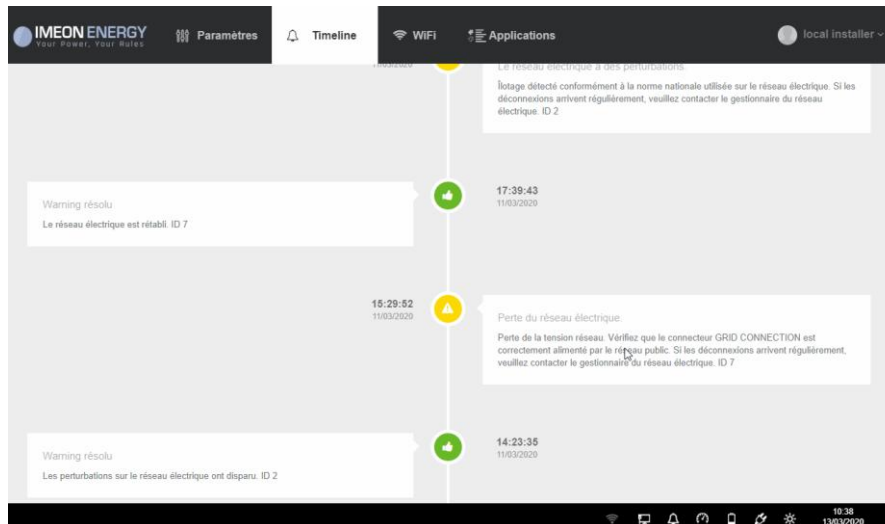 IMEON ENERGY
Your Power, Your Rules
Paramètres
Timeline
WiFi
Applications
local installer
11/03/2020
Le réseau électrique a des perturbations
Îlotage détecté conformément à la norme nationale utilisée sur le réseau électrique. Si les
déconnexions arrivent régulièrement, veuillez contacter le gestionnaire du réseau
électrique. ID 2
17:39:43
11/03/2020
Warning résolu
Le réseau électrique est rétabli. ID 7
15:29:52
11/03/2020
Perte du réseau électrique.
Perte de la tension réseau. Vérifiez que le connecteur GRID CONNECTION est
correctement alimenté par le réseau public. Si les déconnexions arrivent régulièrement,
veuillez contacter le gestionnaire du réseau électrique. ID 7
14:23:35
11/03/2020
Warning résolu
Les perturbations sur le réseau électrique ont disparu. ID 2
10:38
13/03/2020